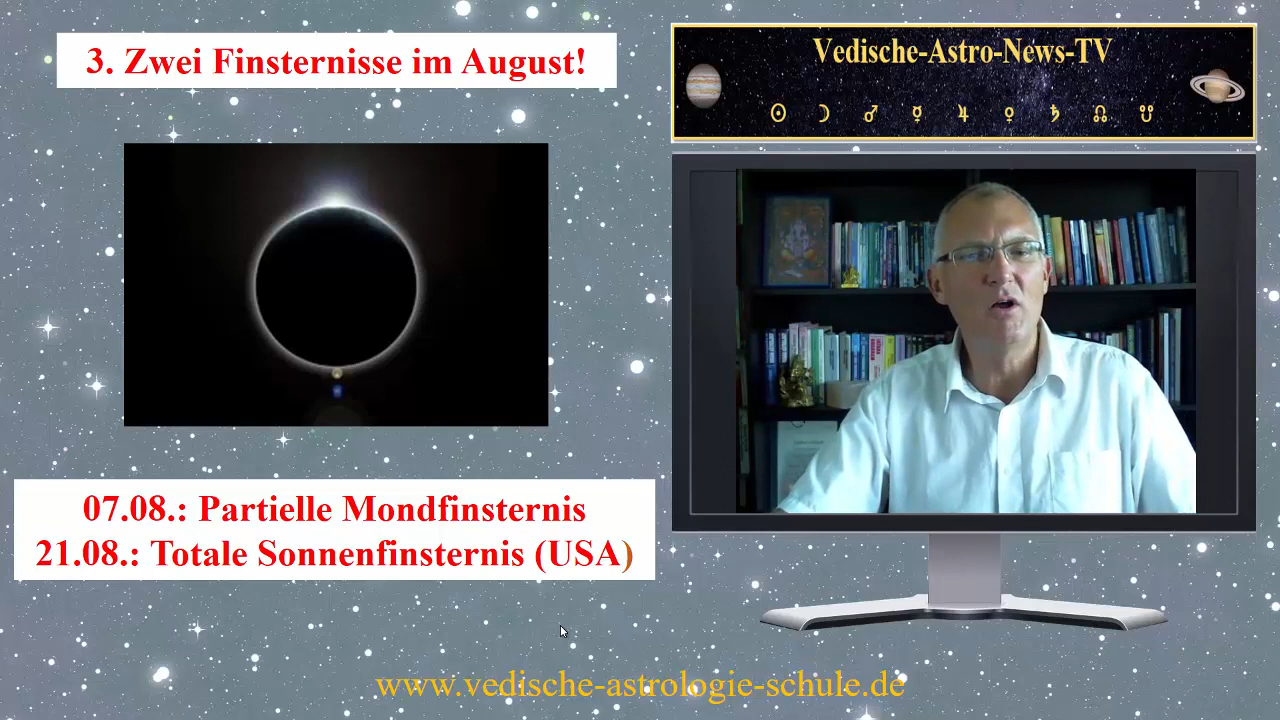 3. Zwei Finsternisse im August!
Vedische-Astro-News-TV
☉ ☽ ♂ ☿ ♃ ♀ ♄ ☊ ☋
07.08.: Partielle Mondfinsternis
21.08.: Totale Sonnenfinsternis (USA)
www.vedische-astrologie-schule.de